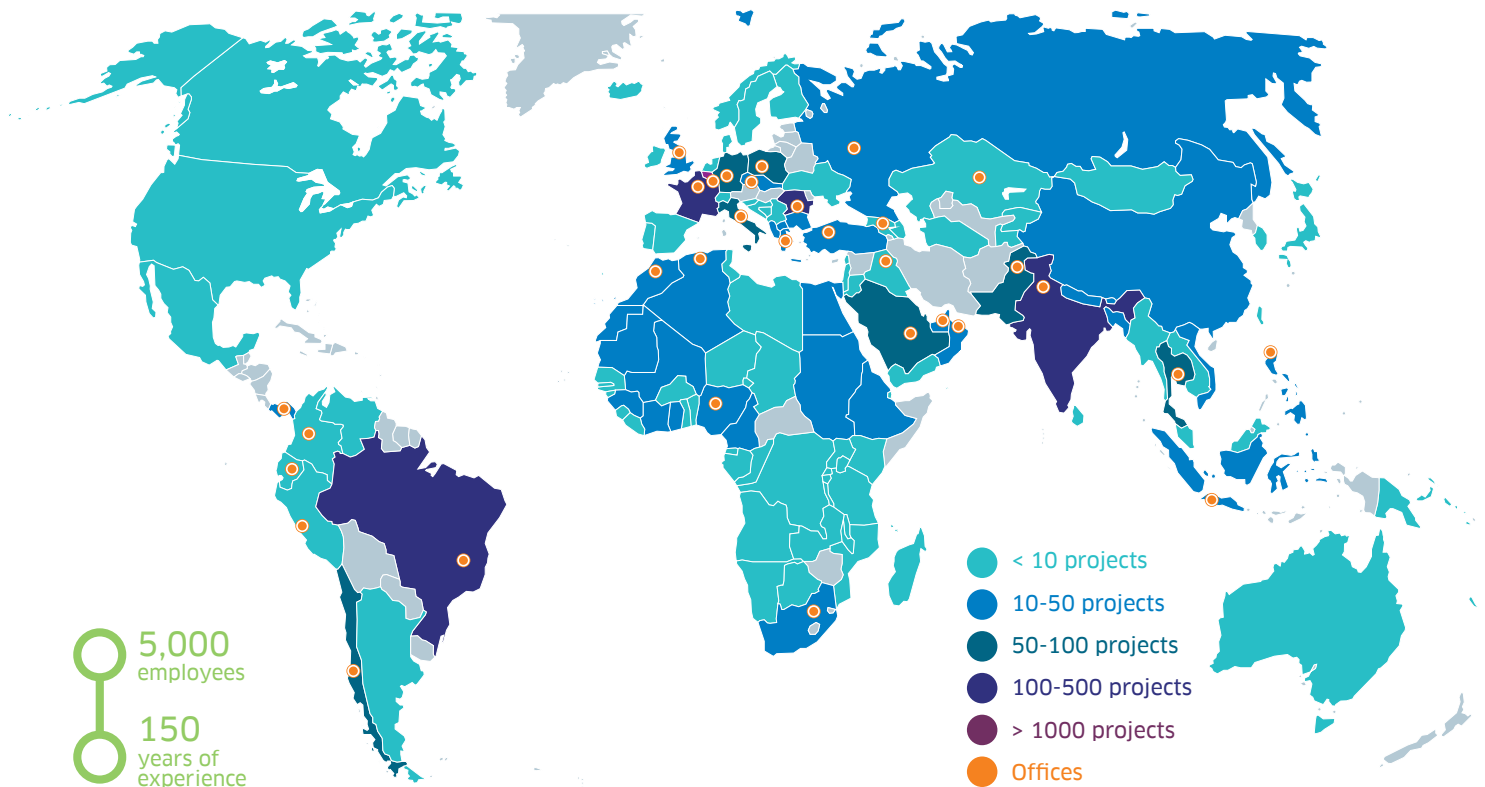 5,000
employees
150
years of
experience
< 10 projects
10-50 projects
50-100 projects
100-500 projects
> 1000 projects
Offices